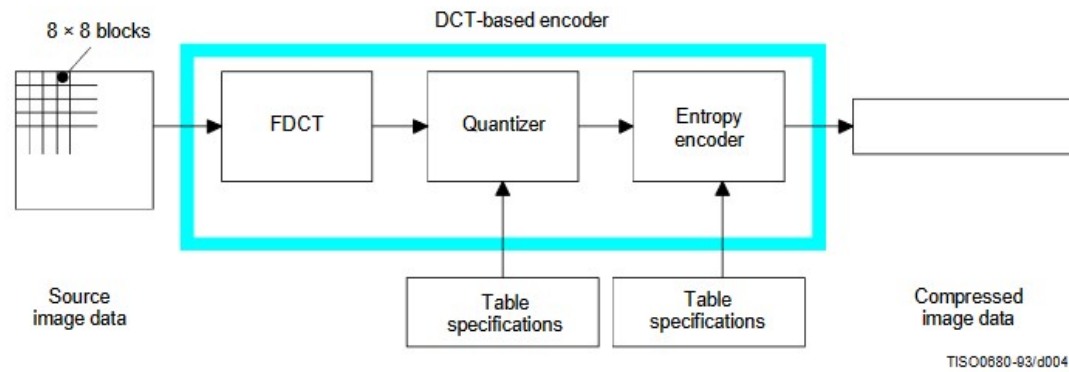 DCT-based encoder
8 × 8 blocks
FDCT
Quantizer
Entropy
encoder
Source
image data
Table
specifications
Table
specifications
Compressed
image data
TISO0680-93/d004